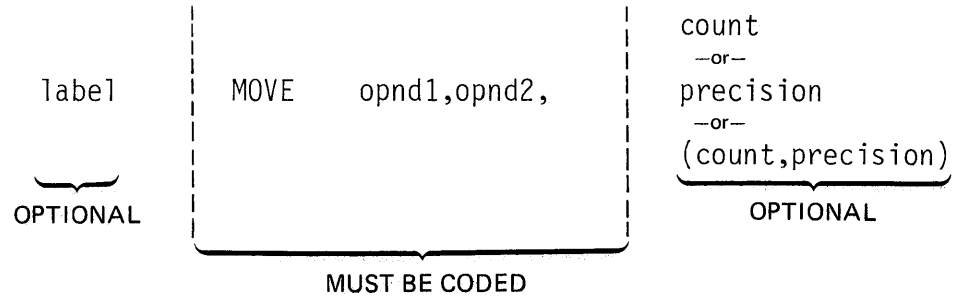 count
—or—
label MOVE opnd1,opnd2, precision
—or—
(count,precision)
OPTIONAL OPTIONAL
MUST BE CODED